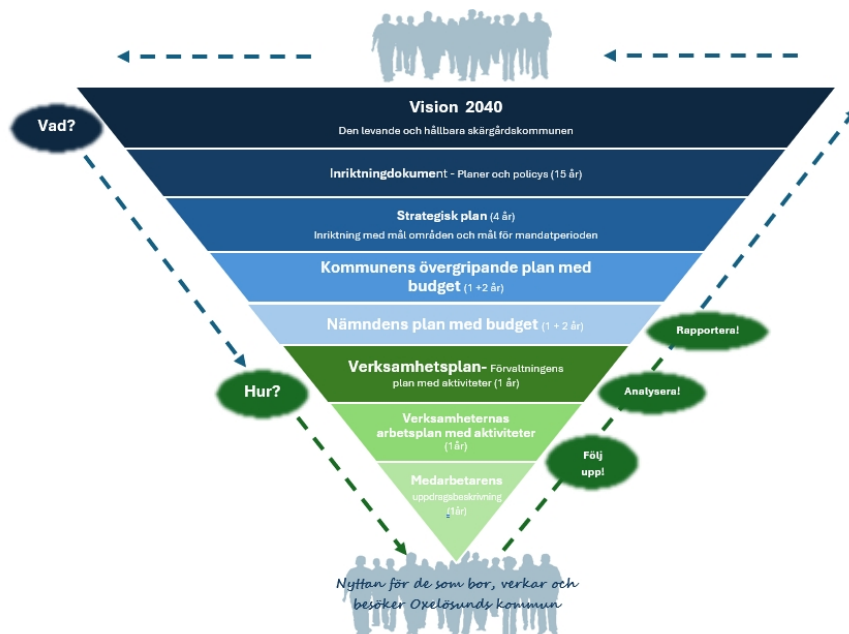 Vision 2040
Den levande och hållbara skärgårdskommunen
Vad?
Inriktningdokument - Planer och policys (15 år)
Strategisk plan (4 år)
Inriktning med mål områden och mål för mandatperioden
Kommunens övergripande plan med
budget (1 +2 år)
Nämndens plan med budget (1 + 2 år)
Rapportera!
Verksamhetsplan- Förvaltningens
plan med aktiviteter (1 år)
Hur?
Analysera!
Verksamheternas
arbetsplan med aktiviteter
(1år)
Följ
upp!
Medarbetarens
uppdragsbeskrivning
(1år)
Nyttan för de som bor, verkar och
besöker Oxelösunds kommun